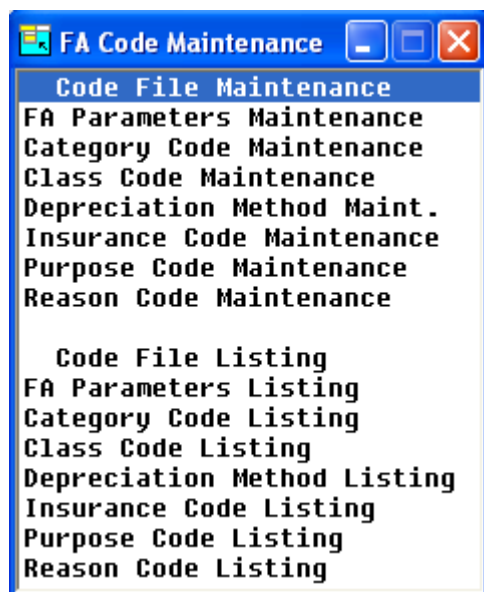 FA Code Maintenance
Code File Maintenance
FA Parameters Maintenance
Category Code Maintenance
Class Code Maintenance
Depreciation Method Maint.
Insurance Code Maintenance
Purpose Code Maintenance
Reason Code Maintenance
Code File Listing
FA Parameters Listing
Category Code Listing
Class Code Listing
Depreciation Method Listing
Insurance Code Listing
Purpose Code Listing
Reason Code Listing